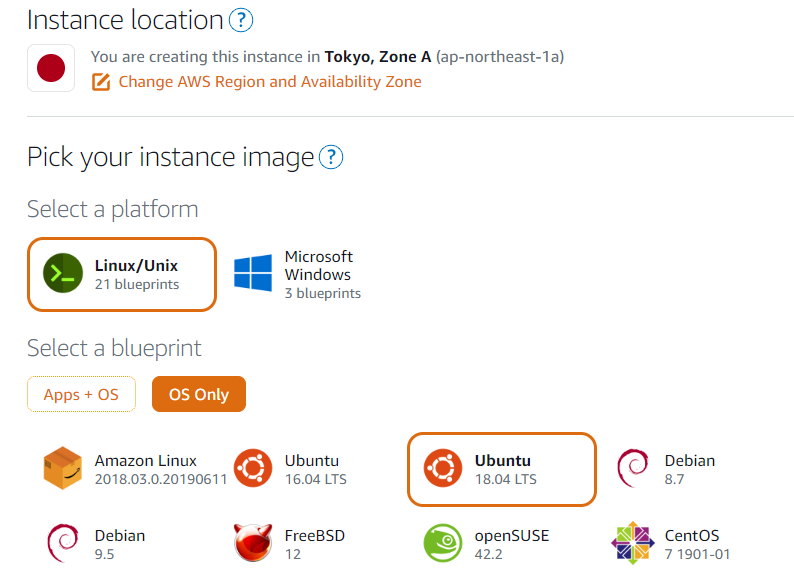 Instance location ?
You are creating this instance in Tokyo, Zone A (ap-northeast-1a)
Change AWS Region and Availability Zone
Pick your instance image ?
Select a platform
Linux/Unix
21 blueprints
Microsoft
Windows
3 blueprints
Select a blueprint
Apps + OS
OS Only
Amazon Linux
2018.03.0.20190611
Ubuntu
16.04 LTS
Ubuntu
18.04 LTS
Debian
8.7
Debian
9.5
FreeBSD
12
openSUSE
42.2
CentOS
7 1901-01